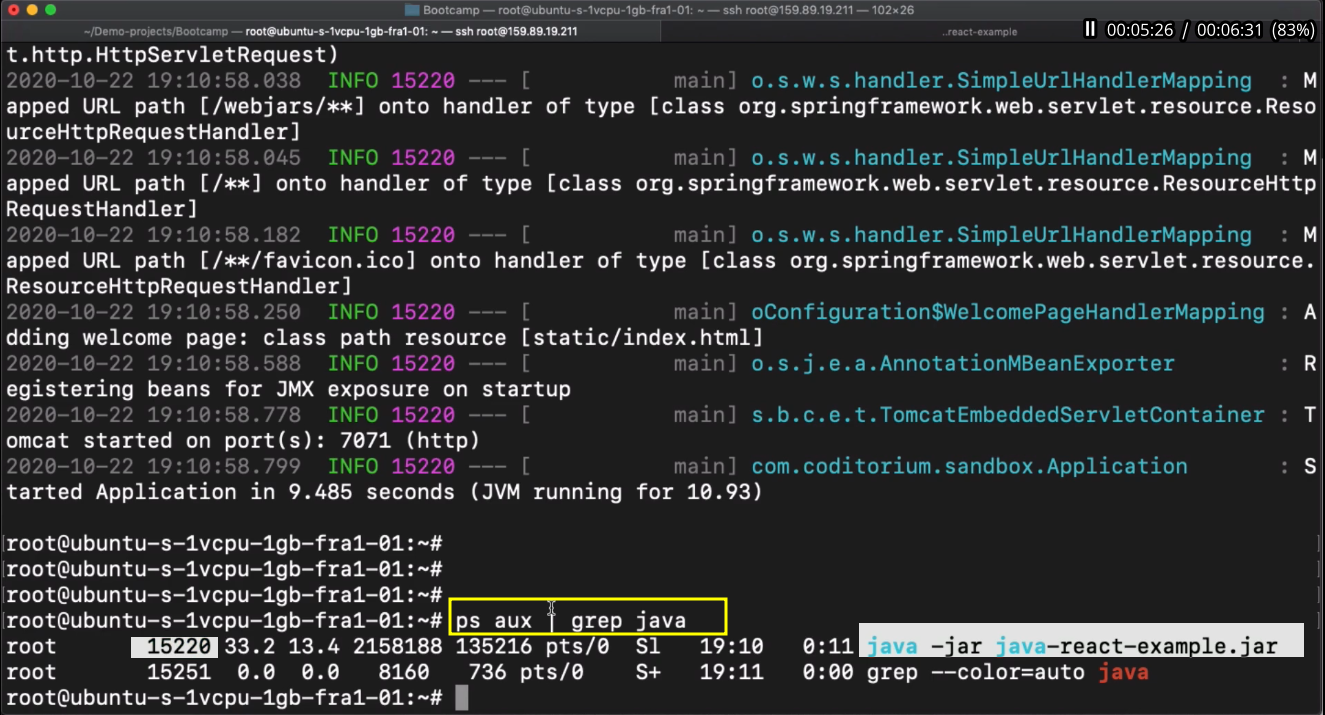 Bootcamp — root@ubuntu-s-1vcpu-1gb-fra1-01: ~ — ssh root@159.89.19.211 — 102×26
~/Demo-projects/Bootcamp — root@ubuntu-s-1vcpu-1gb-fra1-01: ~ — ssh root@159.89.19.211
..react-example
00:05:26 / 00:06:31 (83%)
t.http.HttpServletRequest)
2020-10-22 19:10:58.038  INFO 15220 --- [           main] o.s.w.s.handler.SimpleUrlHandlerMapping  : M
apped URL path [/webjars/**] onto handler of type [class org.springframework.web.servlet.resource.Reso
urceHttpRequestHandler]
2020-10-22 19:10:58.045  INFO 15220 --- [           main] o.s.w.s.handler.SimpleUrlHandlerMapping  : M
apped URL path [/**] onto handler of type [class org.springframework.web.servlet.resource.ResourceHttp
RequestHandler]
2020-10-22 19:10:58.182  INFO 15220 --- [           main] o.s.w.s.handler.SimpleUrlHandlerMapping  : M
apped URL path [/**/favicon.ico] onto handler of type [class org.springframework.web.servlet.resource.
ResourceHttpRequestHandler]
2020-10-22 19:10:58.250  INFO 15220 --- [           main] oConfiguration$WelcomePageHandlerMapping : A
dding welcome page: class path resource [static/index.html]
2020-10-22 19:10:58.588  INFO 15220 --- [           main] o.s.j.e.a.AnnotationMBeanExporter        : R
egistering beans for JMX exposure on startup
2020-10-22 19:10:58.778  INFO 15220 --- [           main] s.b.c.e.t.TomcatEmbeddedServletContainer : T
omcat started on port(s): 7071 (http)
2020-10-22 19:10:58.799  INFO 15220 --- [           main] com.coditorium.sandbox.Application       : S
tarted Application in 9.485 seconds (JVM running for 10.93)
root@ubuntu-s-1vcpu-1gb-fra1-01:~#
root@ubuntu-s-1vcpu-1gb-fra1-01:~#
root@ubuntu-s-1vcpu-1gb-fra1-01:~#
root@ubuntu-s-1vcpu-1gb-fra1-01:~# ps aux | grep java
root       15220 33.2 13.4 2158188 135216 pts/0  Sl   19:10   0:11 java -jar java-react-example.jar
root       15251  0.0  0.0   8160   736 pts/0    S+   19:11   0:00 grep --color=auto java
root@ubuntu-s-1vcpu-1gb-fra1-01:~#